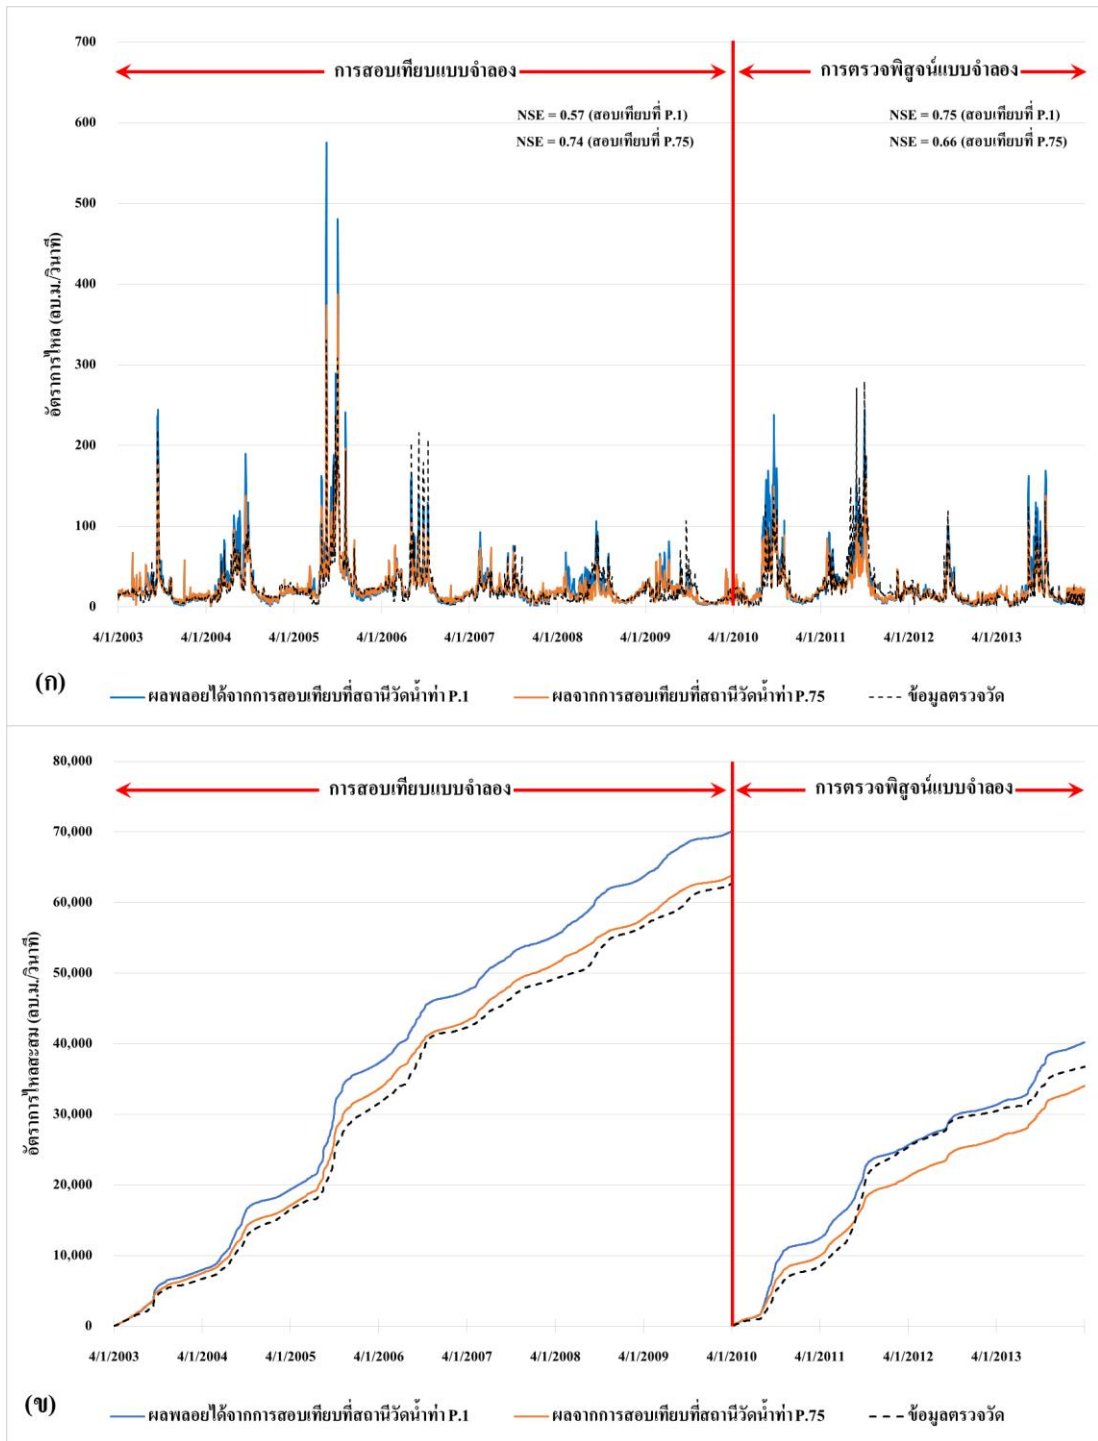 700
600
500
400
300
200
100
0
อัตราการไหล (ลบ.ม./วินาที)
การสอบเทียบแบบจำลอง
การตรวจพิสูจน์แบบจำลอง
NSE = 0.57 (สอบเทียบที่ P.1)
NSE = 0.74 (สอบเทียบที่ P.75)
NSE = 0.75 (สอบเทียบที่ P.1)
NSE = 0.66 (สอบเทียบที่ P.75)
4/1/2003 4/1/2004 4/1/2005 4/1/2006 4/1/2007 4/1/2008 4/1/2009 4/1/2010 4/1/2011 4/1/2012 4/1/2013
(ก)
ผลพลอยได้จากการสอบเทียบที่สถานีวัดน้ำท่า P.1
ผลจากการสอบเทียบที่สถานีวัดน้ำท่า P.75
ข้อมูลตรวจวัด
80,000
70,000
60,000
50,000
40,000
30,000
20,000
10,000
0
อัตราการไหลสะสม (ลบ.ม./วินาที)
การสอบเทียบแบบจำลอง
การตรวจพิสูจน์แบบจำลอง
4/1/2003 4/1/2004 4/1/2005 4/1/2006 4/1/2007 4/1/2008 4/1/2009 4/1/2010 4/1/2011 4/1/2012 4/1/2013
(ข)
ผลพลอยได้จากการสอบเทียบที่สถานีวัดน้ำท่า P.1
ผลจากการสอบเทียบที่สถานีวัดน้ำท่า P.75
ข้อมูลตรวจวัด